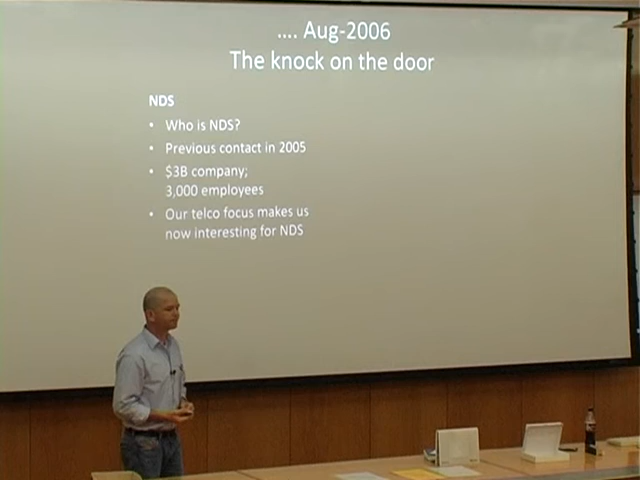 .... Aug-2006
The knock on the door
NDS
• Who is NDS?
• Previous contact in 2005
• $3B company;
3,000 employees
• Our telco focus makes us
now interesting for NDS